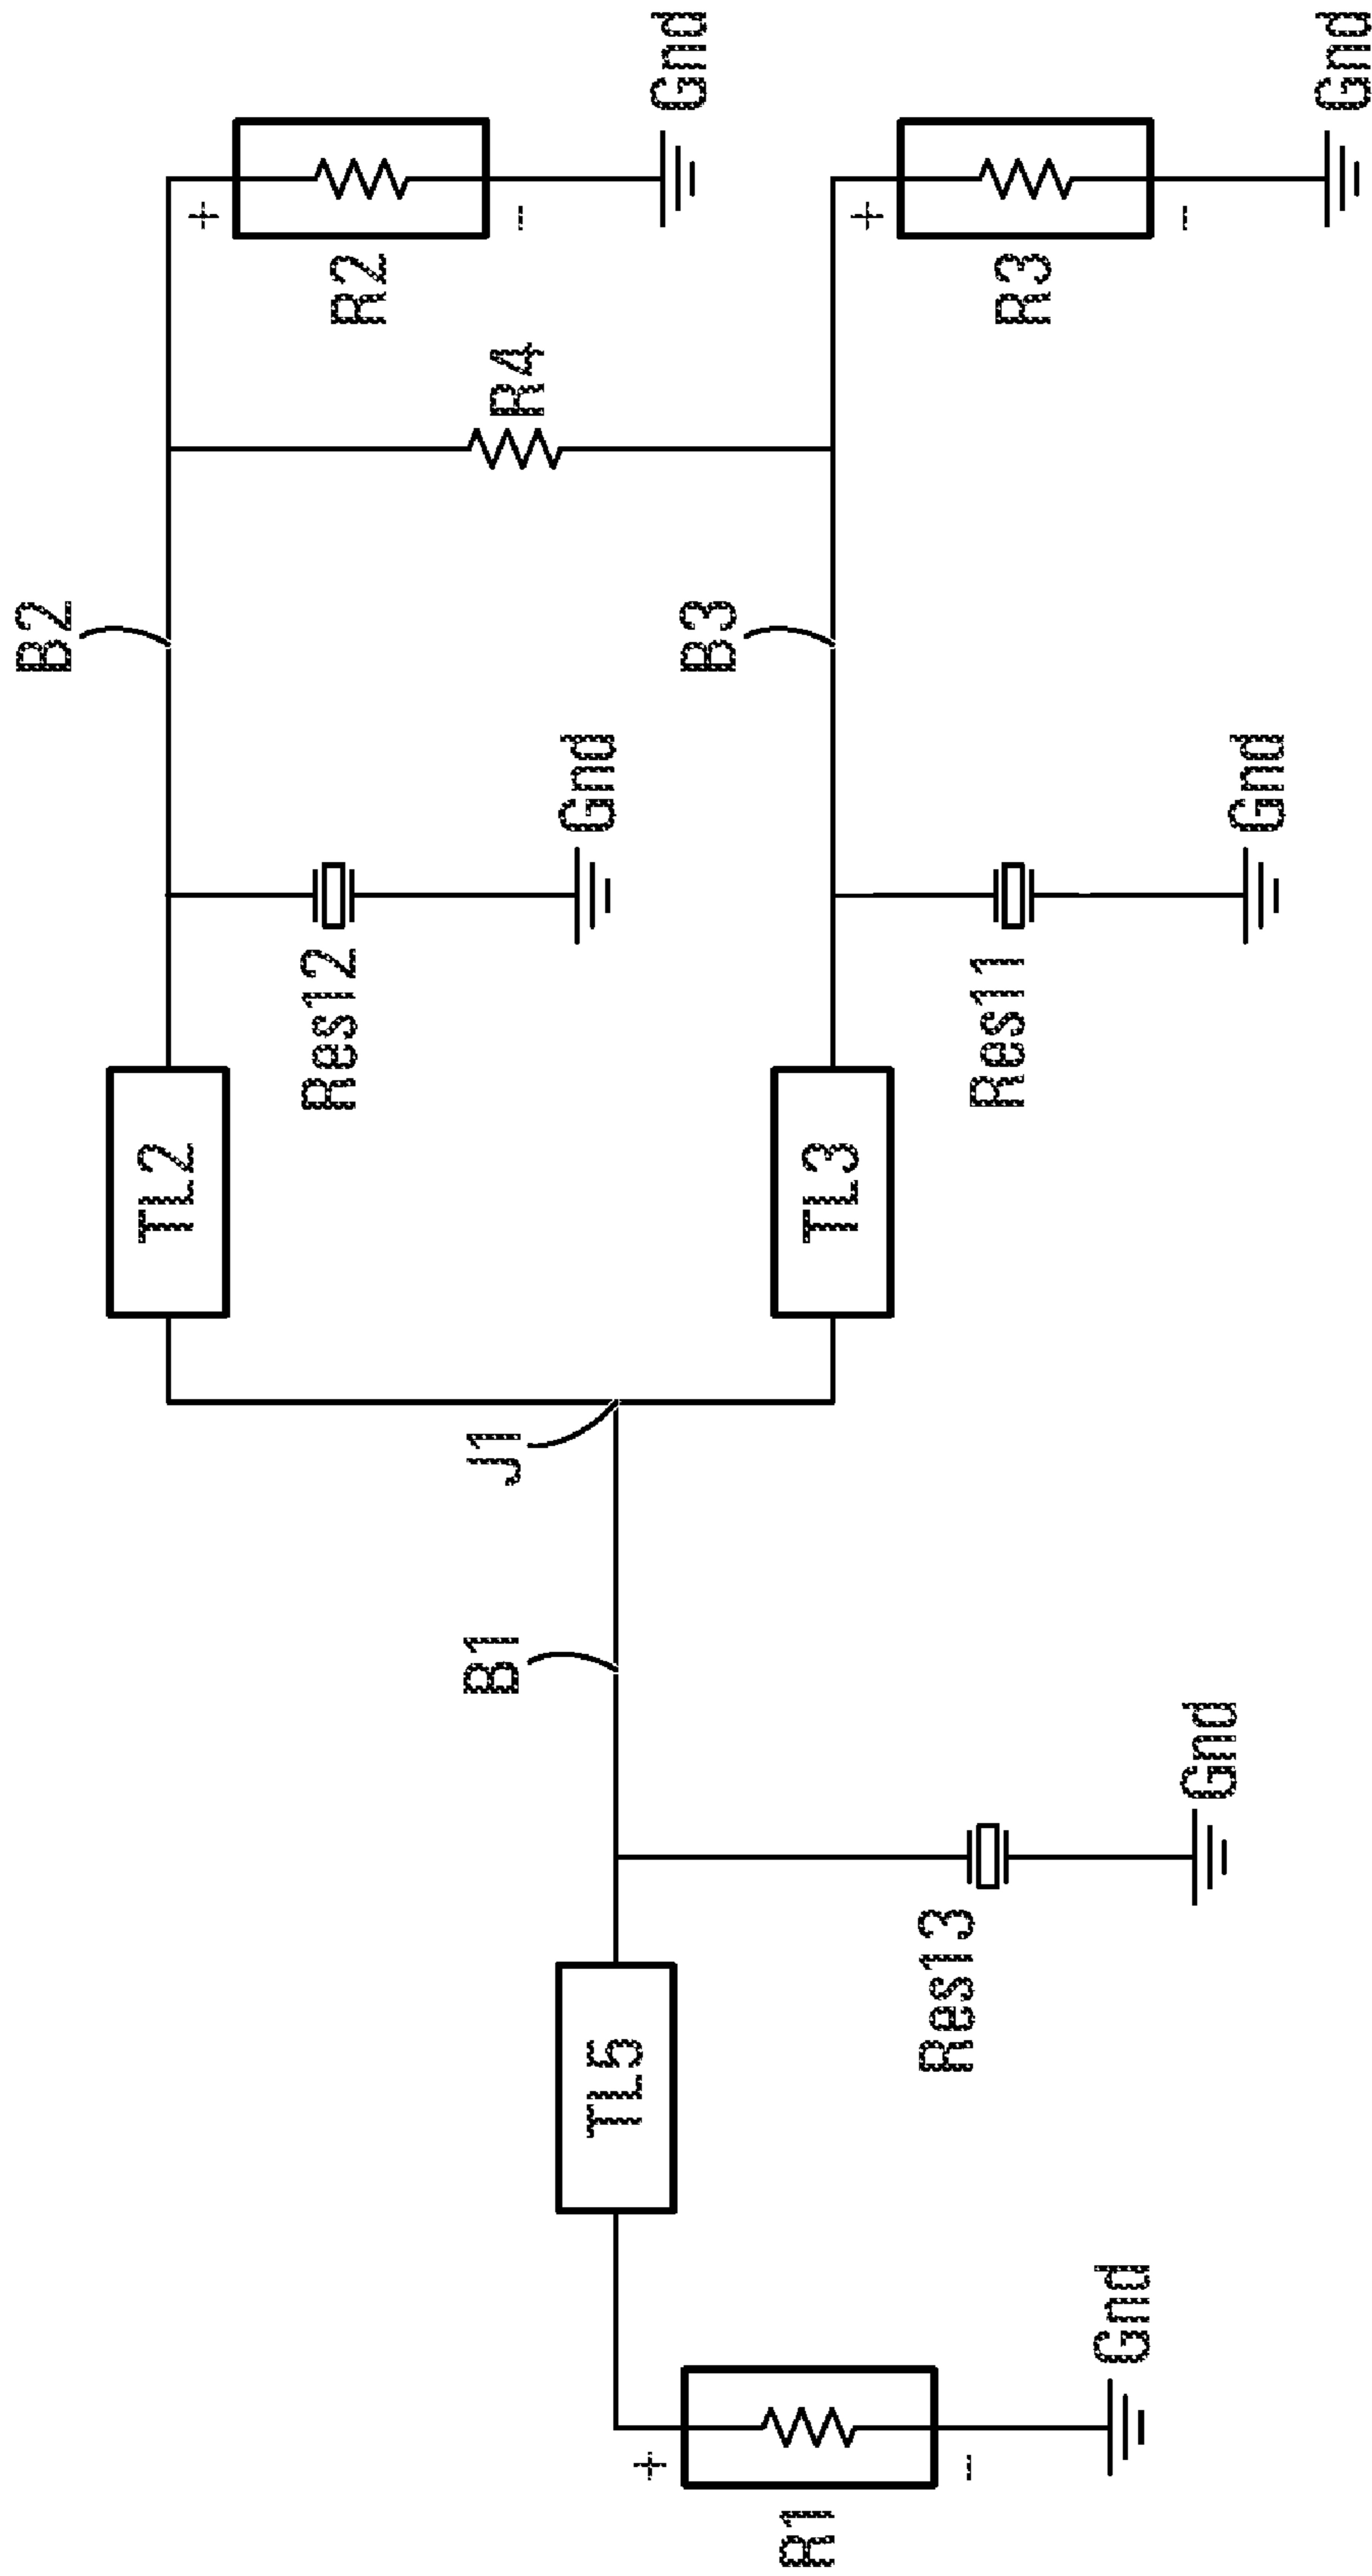 B2
R2
+
-
Gnd
R4
TL2
Res12
Gnd
J1
B1
B3
R3
+
-
Gnd
TL3
Res11
Gnd
TL5
Res13
Gnd
R1
+
-
Gnd